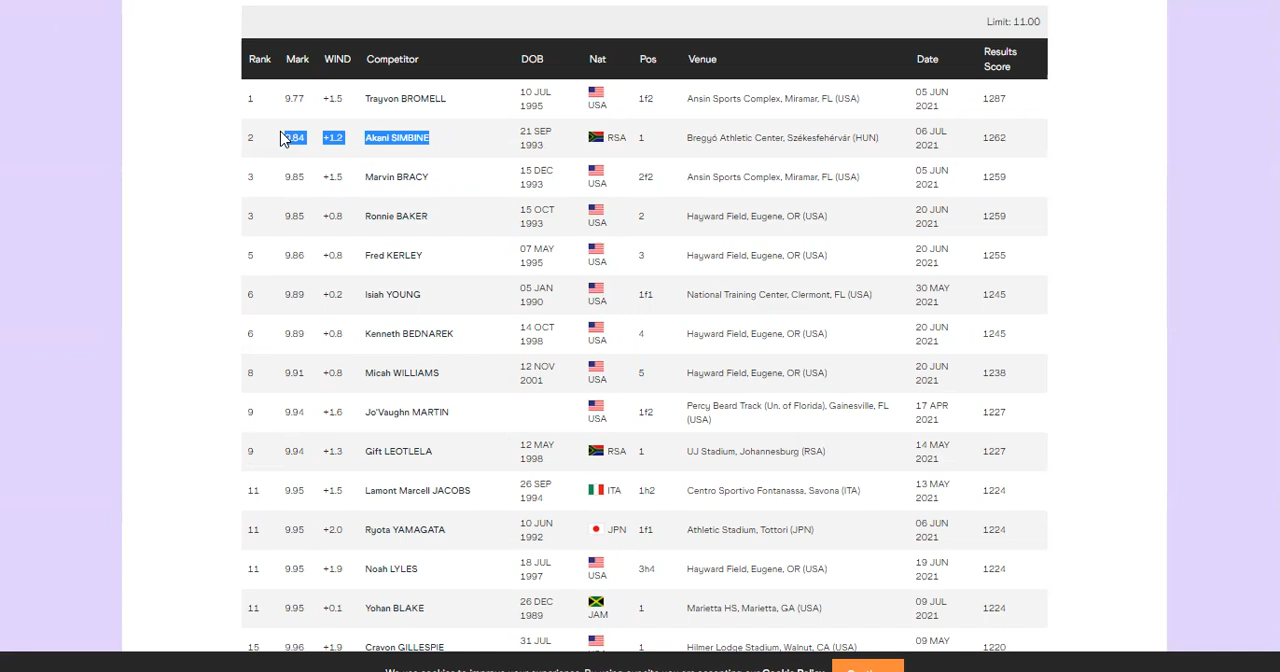 Limit: 11.00
Rank Mark WIND Competitor DOB Nat Pos Venue Date Results Score
1 9.77 +1.5 Trayvon BROMELL 10 JUL 1995 USA 1f2 Ansin Sports Complex, Miramar, FL (USA) 05 JUN 2021 1287
2 9.84 +1.2 Akani SIMBINE 21 SEP 1993 RSA 1 Bregyó Athletic Center, Székesfehérvár (HUN) 06 JUL 2021 1262
3 9.85 +1.5 Marvin BRACY 15 DEC 1993 USA 2f2 Ansin Sports Complex, Miramar, FL (USA) 05 JUN 2021 1259
3 9.85 +0.8 Ronnie BAKER 15 OCT 1993 USA 2 Hayward Field, Eugene, OR (USA) 20 JUN 2021 1259
5 9.86 +0.8 Fred KERLEY 07 MAY 1995 USA 3 Hayward Field, Eugene, OR (USA) 20 JUN 2021 1255
6 9.89 +0.2 Isiah YOUNG 05 JAN 1990 USA 1f1 National Training Center, Clermont, FL (USA) 30 MAY 2021 1245
6 9.89 +0.8 Kenneth BEDNAREK 14 OCT 1998 USA 4 Hayward Field, Eugene, OR (USA) 20 JUN 2021 1245
8 9.91 +0.8 Micah WILLIAMS 12 NOV 2001 USA 5 Hayward Field, Eugene, OR (USA) 20 JUN 2021 1238
9 9.94 +1.6 Jo'Vaughn MARTIN USA 1f2 Percy Beard Track (Un. of Florida), Gainesville, FL (USA) 17 APR 2021 1227
9 9.94 +1.3 Gift LEOTLELA 12 MAY 1998 RSA 1 UJ Stadium, Johannesburg (RSA) 14 MAY 2021 1227
11 9.95 +1.5 Lamont Marcell JACOBS 26 SEP 1994 ITA 1h2 Centro Sportivo Fontanassa, Savona (ITA) 13 MAY 2021 1224
11 9.95 +2.0 Ryota YAMAGATA 10 JUN 1992 JPN 1f1 Athletic Stadium, Tottori (JPN) 06 JUN 2021 1224
11 9.95 +1.9 Noah LYLES 18 JUL 1997 USA 3h4 Hayward Field, Eugene, OR (USA) 19 JUN 2021 1224
11 9.95 +0.1 Yohan BLAKE 26 DEC 1989 JAM 1 Marietta HS, Marietta, GA (USA) 09 JUL 2021 1224
15 9.96 +1.9 Cravon GILLESPIE 31 JUL USA 1 Hilmer Lodge Stadium, Walnut, CA (USA) 09 MAY 1220